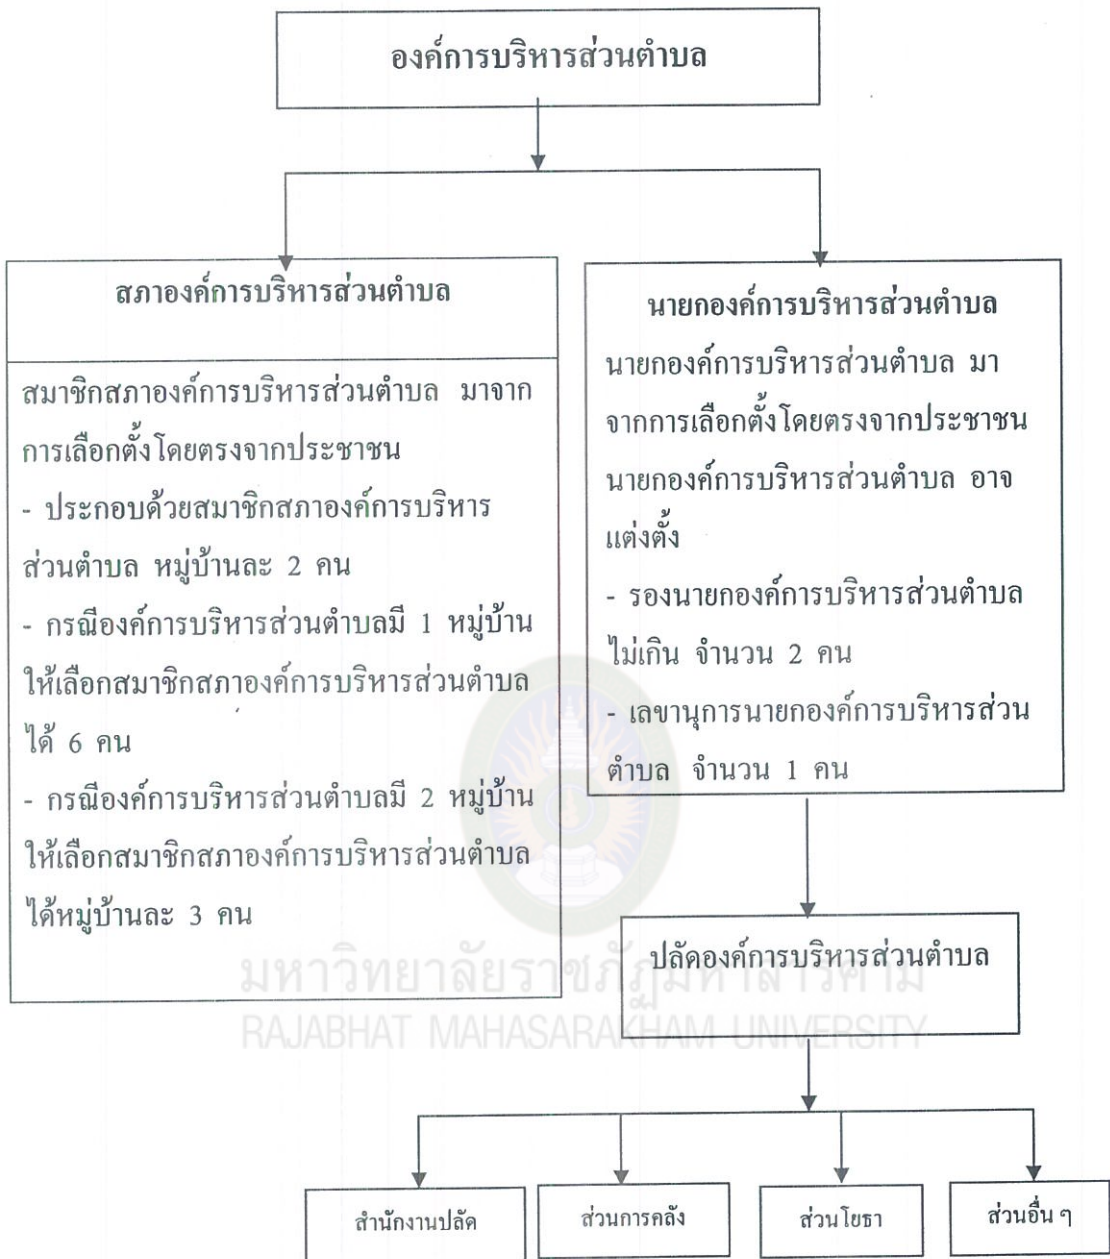 องค์การบริหารส่วนตำบล
สภาองค์การบริหารส่วนตำบล
สมาชิกสภาองค์การบริหารส่วนตำบล มาจาก
การเลือกตั้งโดยตรงจากประชาชน
- ประกอบด้วยสมาชิกสภาองค์การบริหาร
ส่วนตำบล หมู่บ้านละ 2 คน
- กรณีองค์การบริหารส่วนตำบลมี 1 หมู่บ้าน
ให้เลือกสมาชิกสภาองค์การบริหารส่วนตำบล
ได้ 6 คน
- กรณีองค์การบริหารส่วนตำบลมี 2 หมู่บ้าน
ให้เลือกสมาชิกสภาองค์การบริหารส่วนตำบล
ได้หมู่บ้านละ 3 คน
นายกองค์การบริหารส่วนตำบล
นายกองค์การบริหารส่วนตำบล มา
จากการเลือกตั้งโดยตรงจากประชาชน
นายกองค์การบริหารส่วนตำบล อาจ
แต่งตั้ง
- รองนายกองค์การบริหารส่วนตำบล
ไม่เกิน จำนวน 2 คน
- เลขานุการนายกองค์การบริหารส่วน
ตำบล จำนวน 1 คน
ปลัดองค์การบริหารส่วนตำบล
มหาวิทยาลัยราชภัฏมหาสารคาม
RAJABHAT MAHASARAKHAM UNIVERSITY
สำนักงานปลัด
ส่วนการคลัง
ส่วนโยธา
ส่วนอื่น ๆ